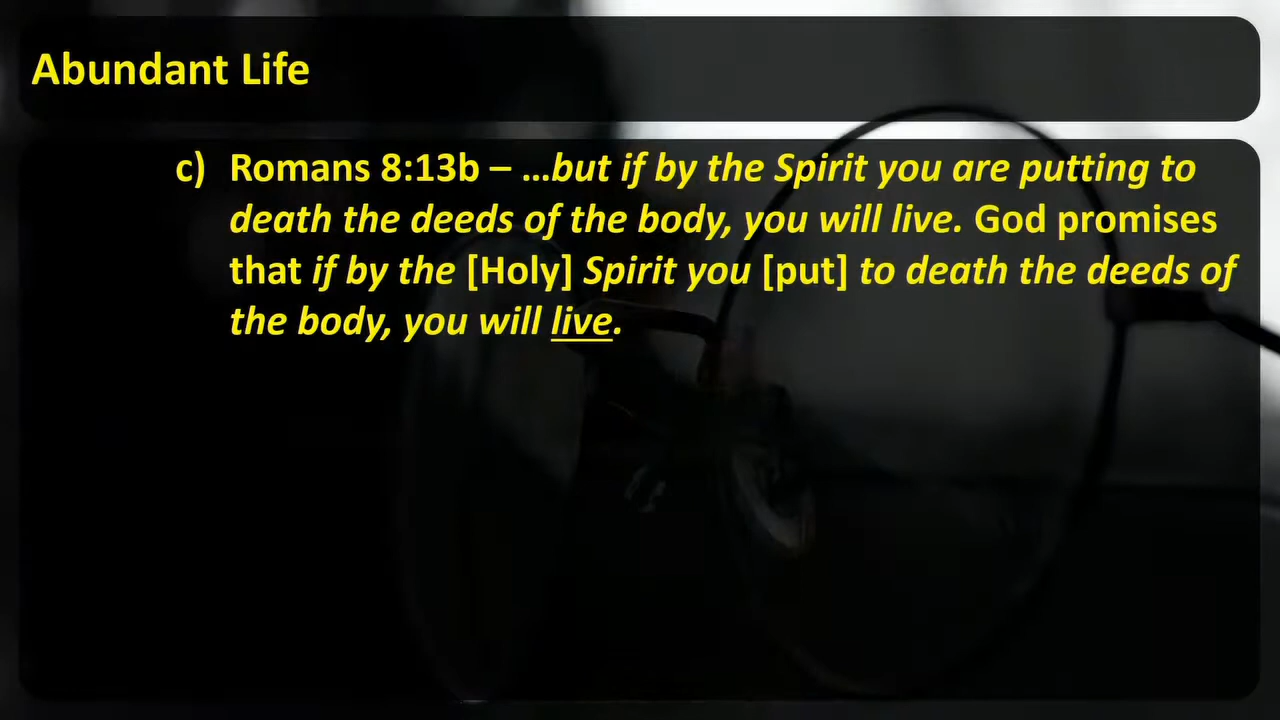 Abundant Life
c) Romans 8:13b – …but if by the Spirit you are putting to
death the deeds of the body, you will live. God promises
that if by the [Holy] Spirit you [put] to death the deeds of
the body, you will live.